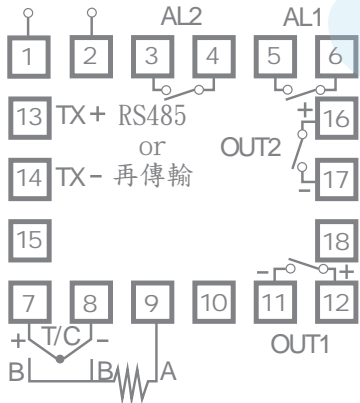 AL2 AL1
1 2 3 4 5 6
13 TX+ RS485 + 16
or OUT2
14 TX- 再傳輸 - 17
15 18
- +
7 8 9 10 11 12
+ T/C - OUT1
B B A